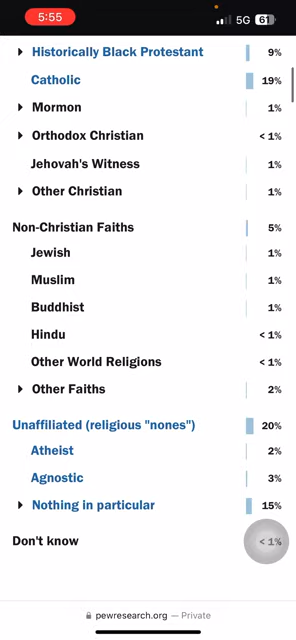 5:55 5G 61
Historically Black Protestant 9%
Catholic 19%
Mormon 1%
Orthodox Christian < 1%
Jehovah's Witness 1%
Other Christian 1%
Non-Christian Faiths 5%
Jewish 1%
Muslim 1%
Buddhist 1%
Hindu < 1%
Other World Religions < 1%
Other Faiths 2%
Unaffiliated (religious "nones") 20%
Atheist 2%
Agnostic 3%
Nothing in particular 15%
Don't know < 1%
pewresearch.org — Private